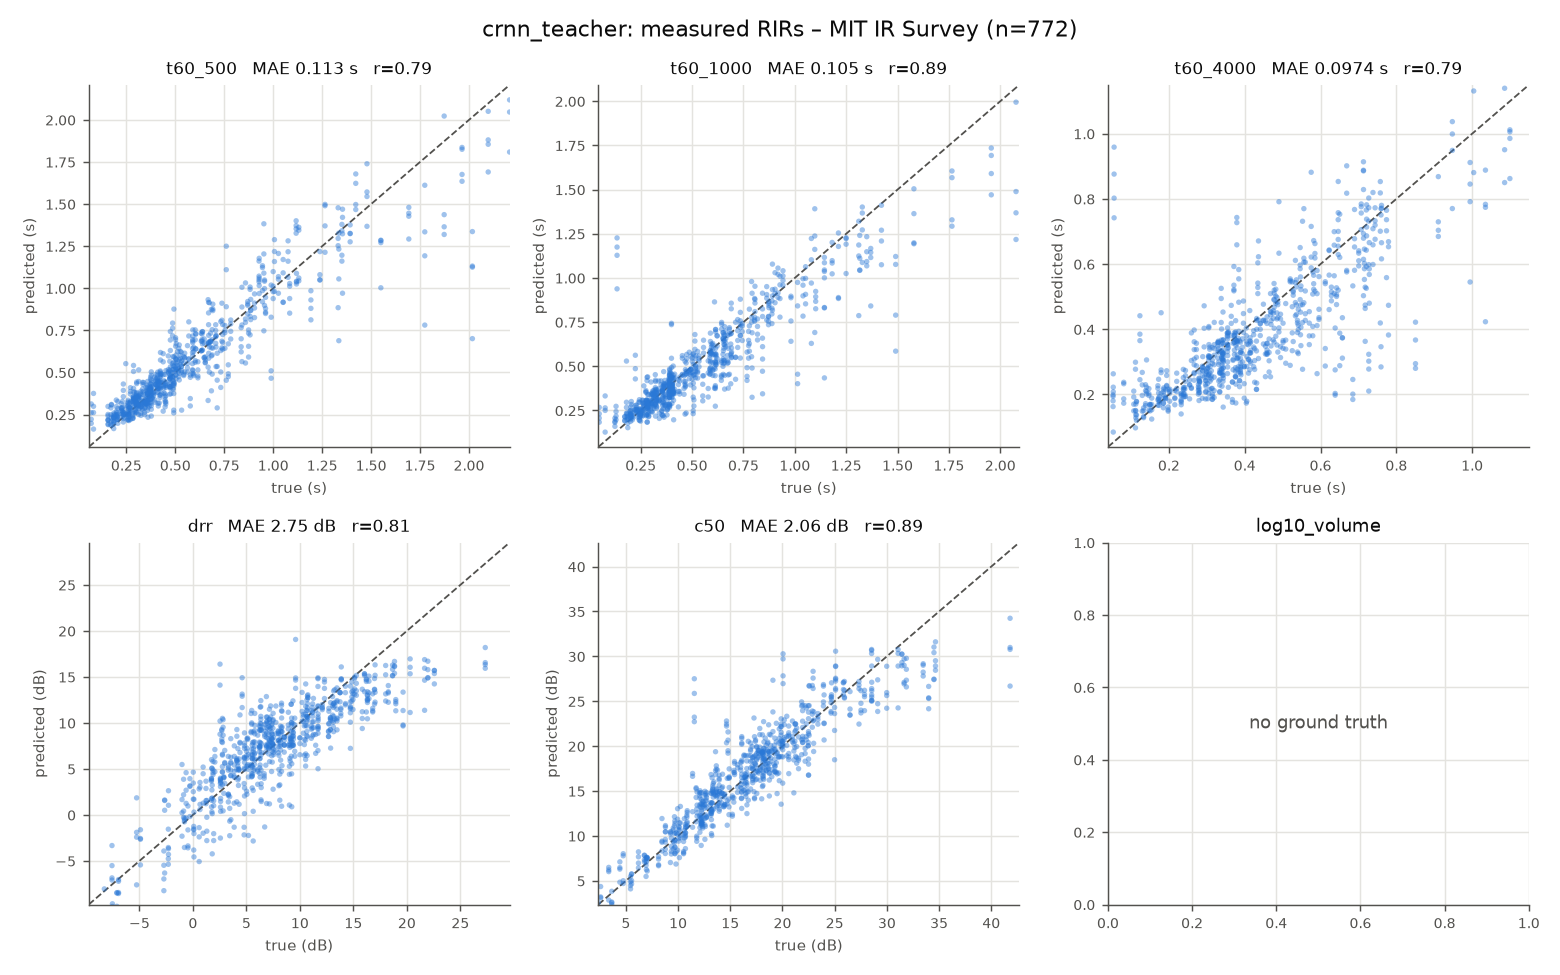 crnn_teacher: measured RIRs – MIT IR Survey (n=772)
t60_500   MAE 0.113 s   r=0.79
2.00
1.75
1.50
1.25
1.00
0.75
0.50
0.25
predicted (s)
0.25 0.50 0.75 1.00 1.25 1.50 1.75 2.00
true (s)
t60_1000   MAE 0.105 s   r=0.89
2.00
1.75
1.50
1.25
1.00
0.75
0.50
0.25
predicted (s)
0.25 0.50 0.75 1.00 1.25 1.50 1.75 2.00
true (s)
t60_4000   MAE 0.0974 s   r=0.79
1.0
0.8
0.6
0.4
0.2
predicted (s)
0.2 0.4 0.6 0.8 1.0
true (s)
drr   MAE 2.75 dB   r=0.81
25
20
15
10
5
0
−5
predicted (dB)
−5 0 5 10 15 20 25
true (dB)
c50   MAE 2.06 dB   r=0.89
40
35
30
25
20
15
10
5
predicted (dB)
5 10 15 20 25 30 35 40
true (dB)
log10_volume
1.0
0.8
0.6
0.4
0.2
0.0
no ground truth
0.0 0.2 0.4 0.6 0.8 1.0